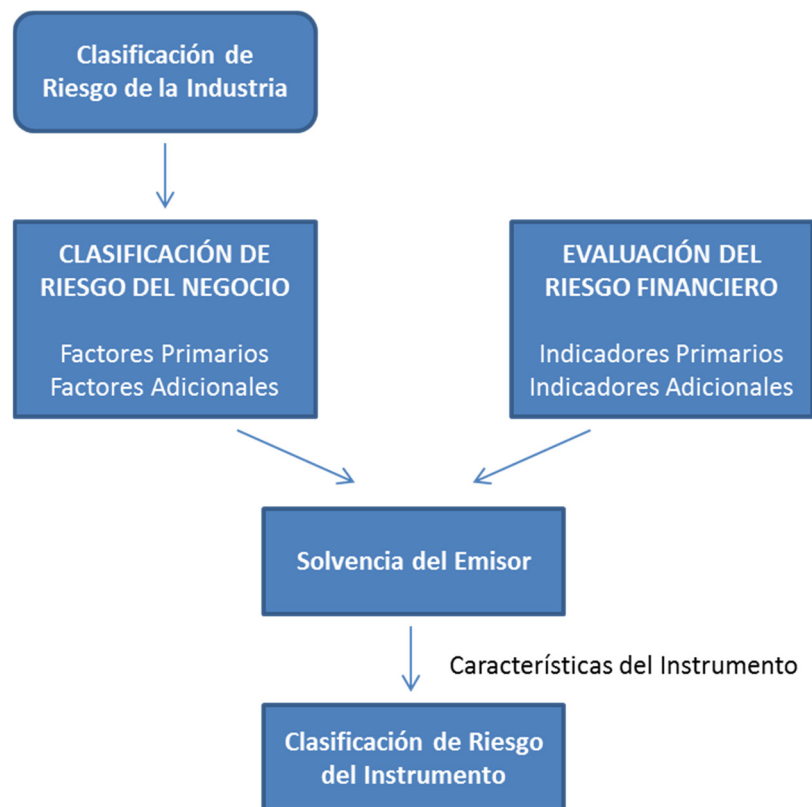 Clasificación de
Riesgo de la Industria
CLASIFICACIÓN DE
RIESGO DEL NEGOCIO
Factores Primarios
Factores Adicionales
EVALUACIÓN DEL
RIESGO FINANCIERO
Indicadores Primarios
Indicadores Adicionales
Solvencia del Emisor
Características del Instrumento
Clasificación de Riesgo
del Instrumento